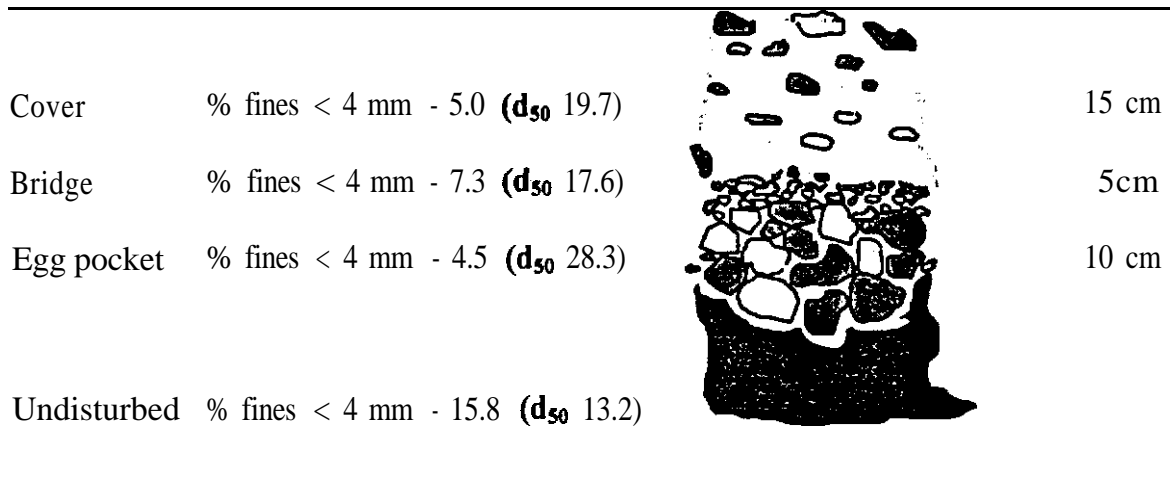 Cover % fines < 4 mm - 5.0 (d50 19.7) 15 cm
Bridge % fines < 4 mm - 7.3 (d50 17.6) 5cm
Egg pocket % fines < 4 mm - 4.5 (d50 28.3) 10 cm
Undisturbed % fines < 4 mm - 15.8 (d50 13.2)